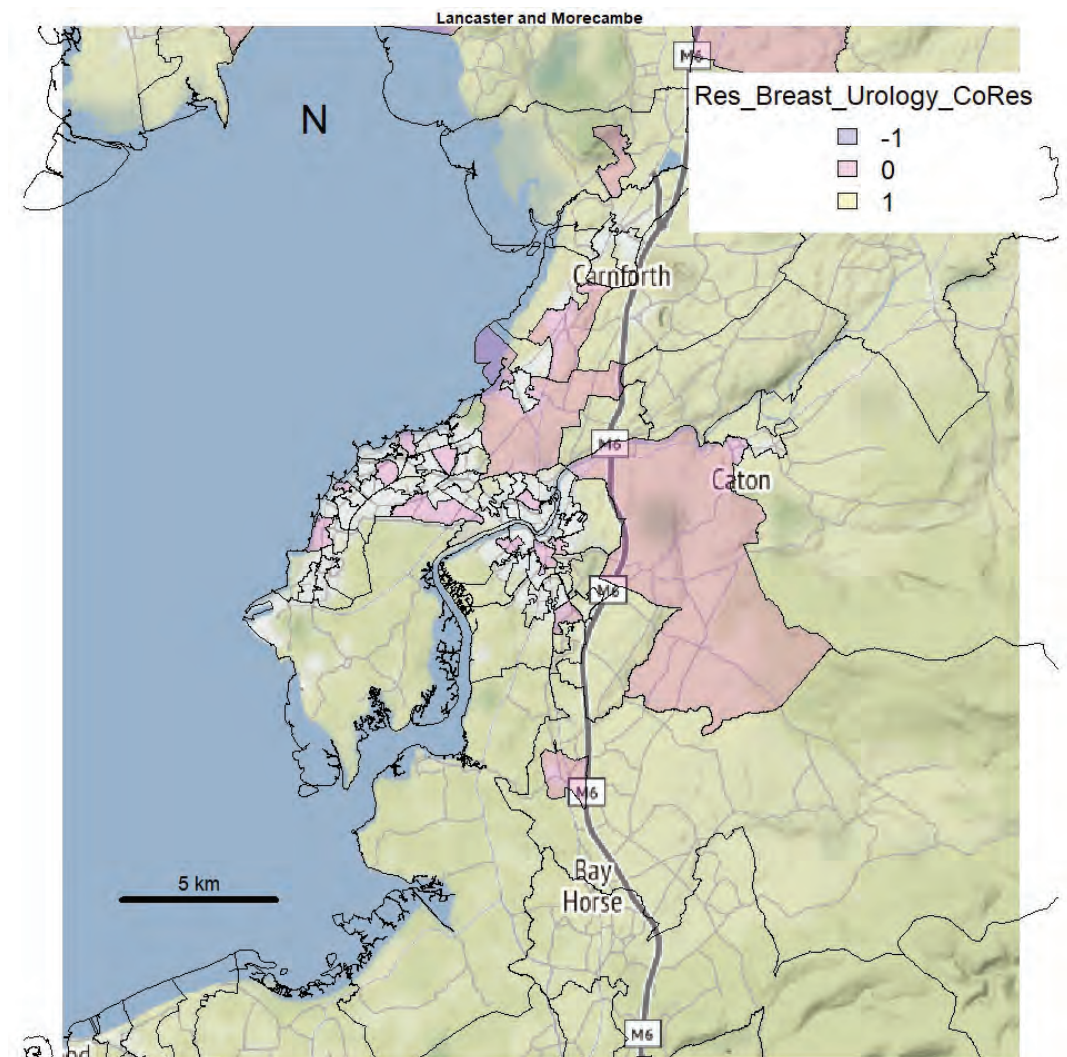 Lancaster and Morecambe
M6
Res_Breast_Urology_CoRes
-1
0
1
N
Carnforth
M6
Caton
M6
M6
5 km
Bay
Horse
M6